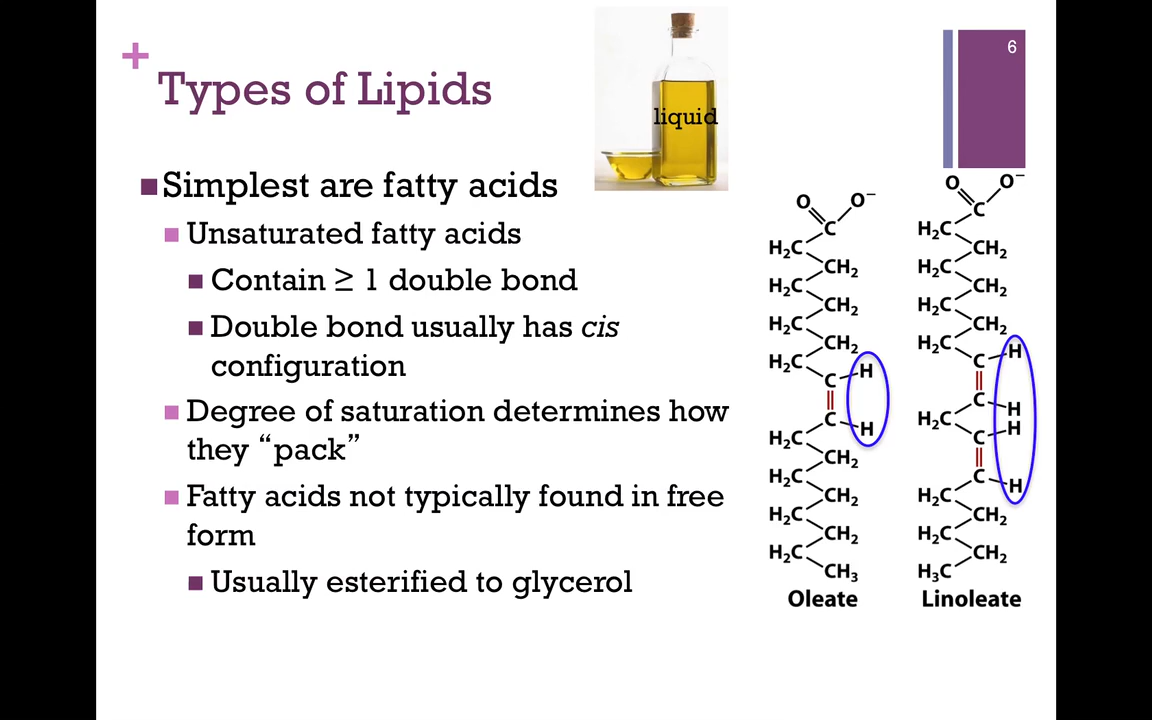 6
+
Types of Lipids
liquid
■ Simplest are fatty acids
■ Unsaturated fatty acids
■ Contain ≥ 1 double bond
■ Double bond usually has cis
configuration
■ Degree of saturation determines how
they “pack”
■ Fatty acids not typically found in free
form
■ Usually esterified to glycerol
O O⁻
C
H₂C
CH₂
H₂C
CH₂
H₂C
CH₂
H₂C
C H
C H
H₂C
CH₂
H₂C
CH₂
H₂C
CH₂
H₂C
CH₃
Oleate
O O⁻
C
H₂C
CH₂
H₂C
CH₂
H₂C
CH₂
H₂C
C H
C H
H₂C
C H
C H
H₂C
CH₂
H₂C
CH₂
H₃C
Linoleate